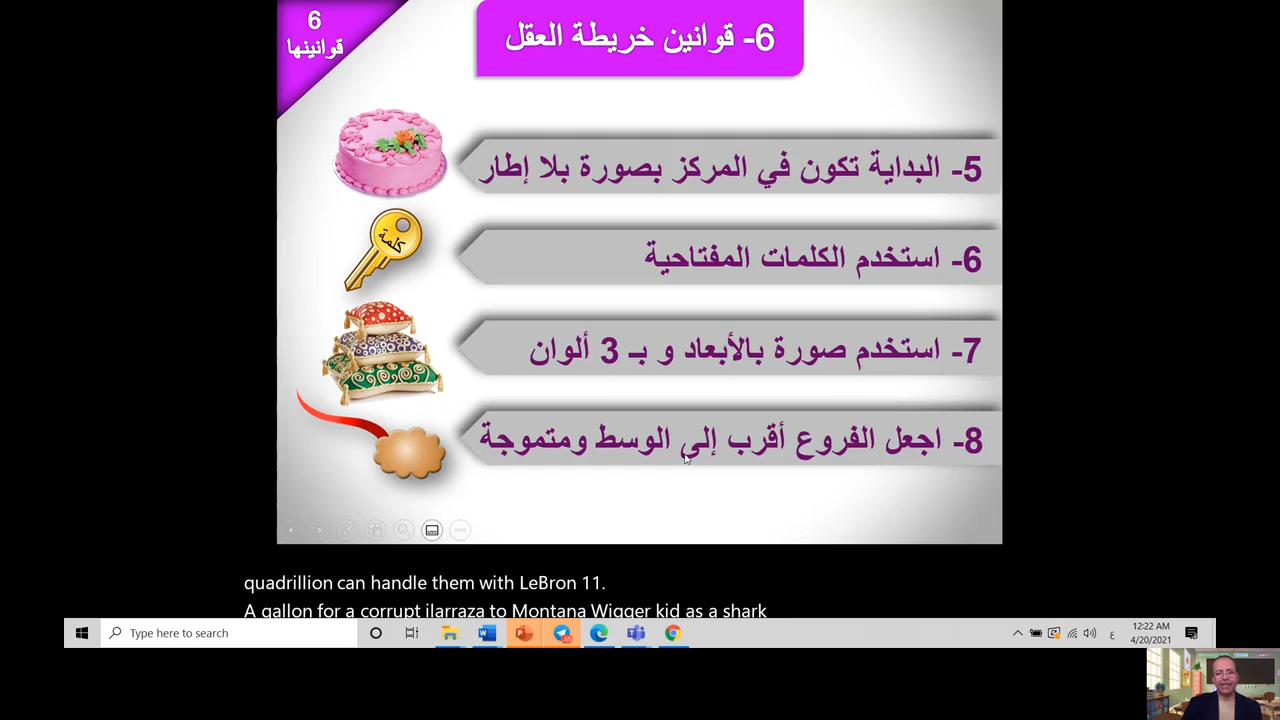 6
قوانينها
6- قوانين خريطة العقل
5- البداية تكون في المركز بصورة بلا إطار
6- استخدم الكلمات المفتاحية
كلمة
7- استخدم صورة بالأبعاد و بـ 3 ألوان
8- اجعل الفروع أقرب إلى الوسط ومتموجة
quadrillion can handle them with LeBron 11.
A gallon for a corrupt ilarraza to Montana Wigger kid as a shark
Type here to search
ع
12:22 AM
4/20/2021